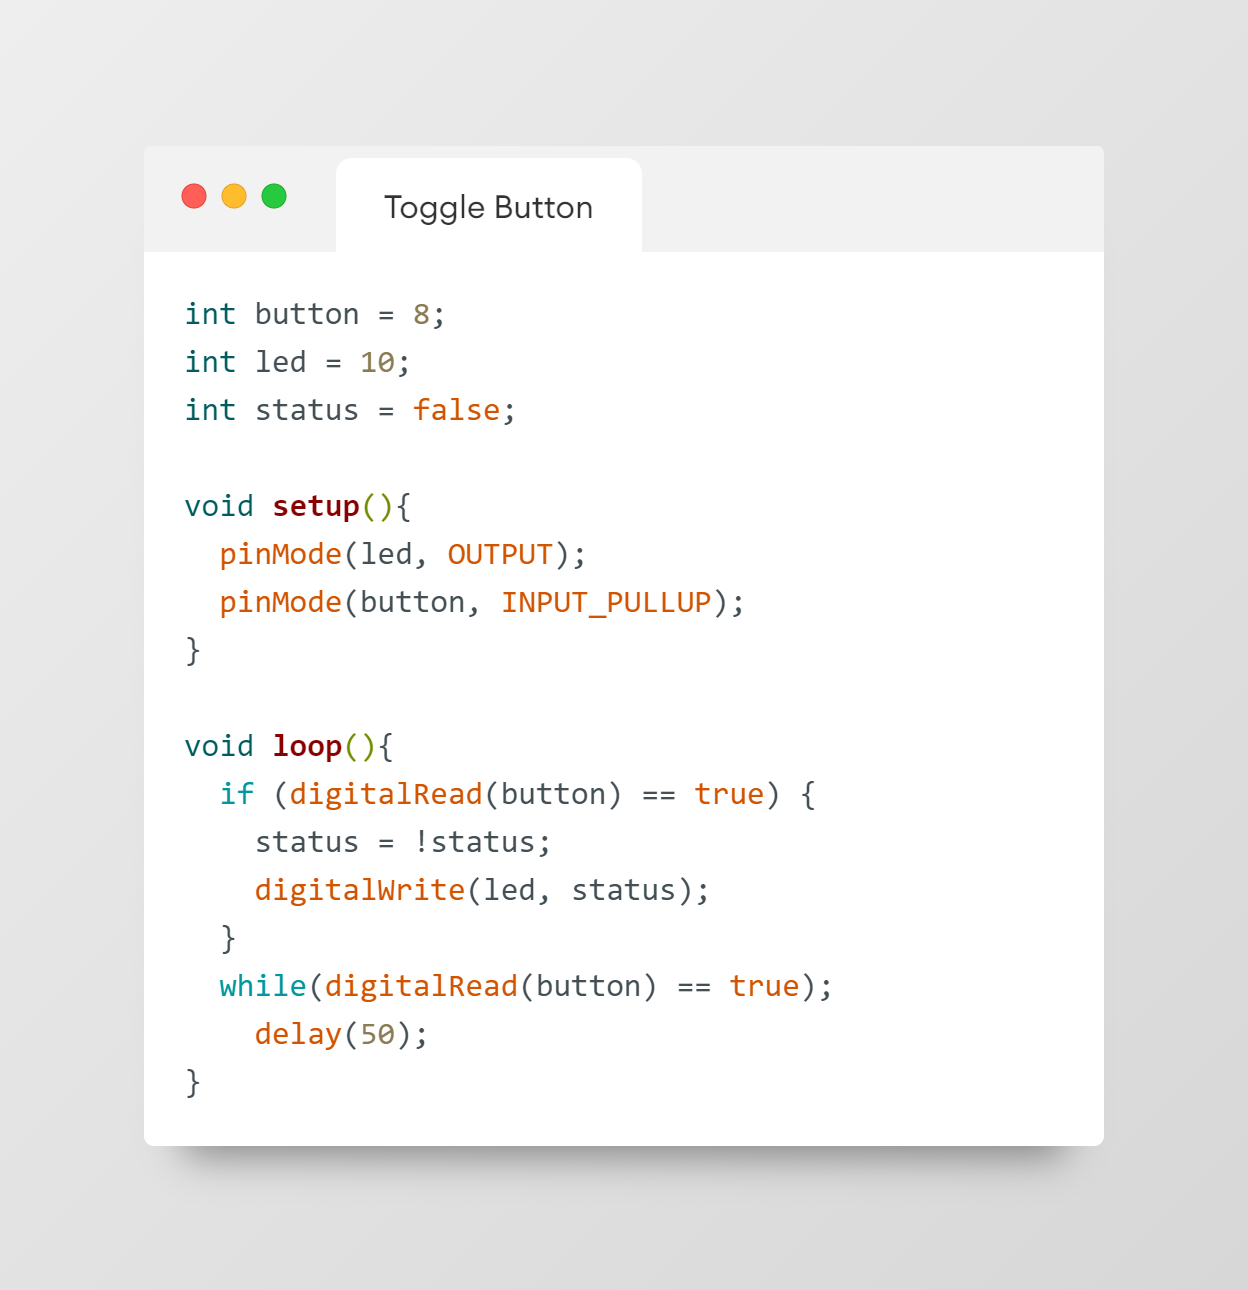 Toggle Button
int button = 8;
int led = 10;
int status = false;
void setup(){
  pinMode(led, OUTPUT);
  pinMode(button, INPUT_PULLUP);
}
void loop(){
  if (digitalRead(button) == true) {
    status = !status;
    digitalWrite(led, status);
  }
  while(digitalRead(button) == true);
    delay(50);
}